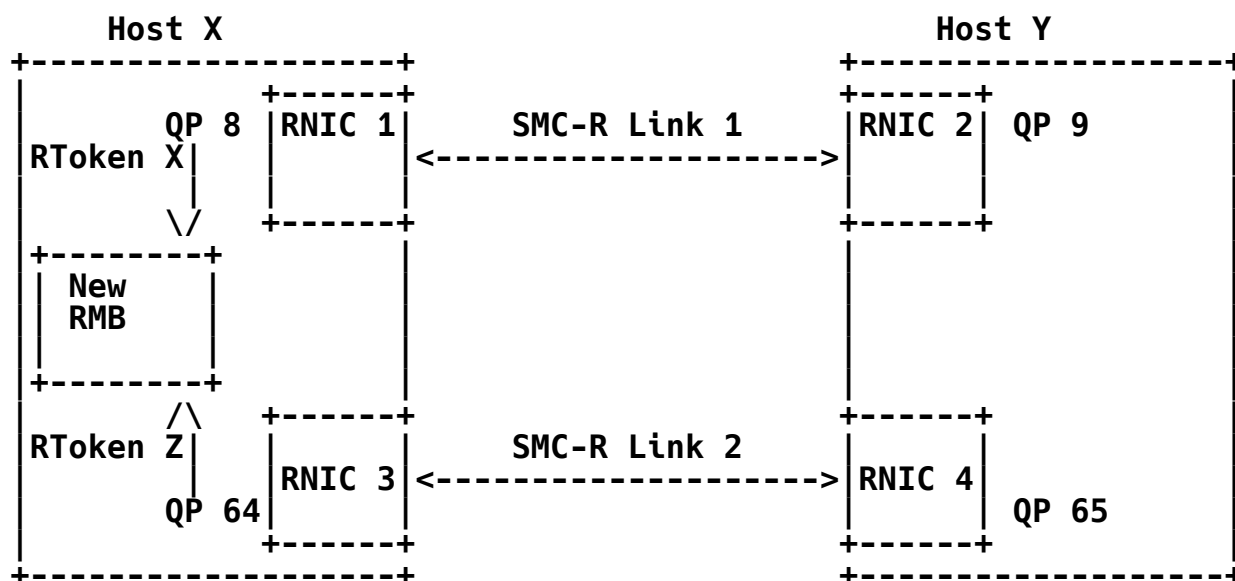 Host X Host Y
QP 8 RNIC 1 SMC-R Link 1 RNIC 2 QP 9
RToken X
New
RMB
RToken Z SMC-R Link 2
RNIC 3 RNIC 4
QP 64 QP 65